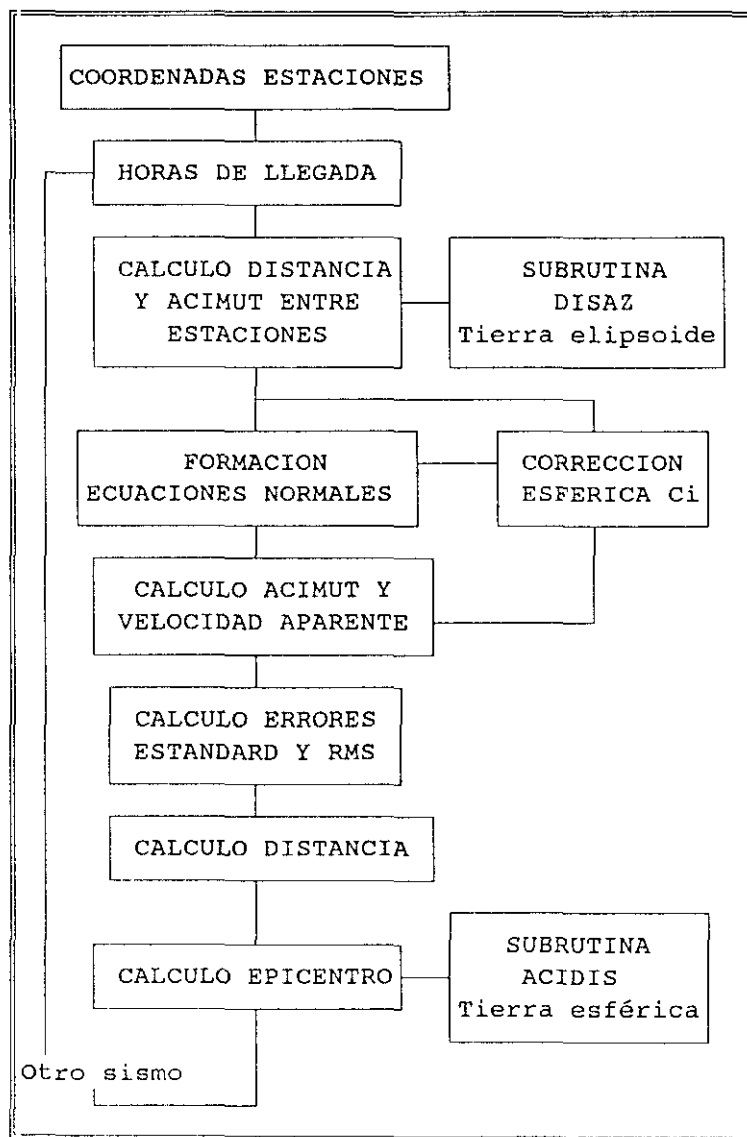 COORDENADAS ESTACIONES
HORAS DE LLEGADA
CALCULO DISTANCIA
Y ACIMUT ENTRE
ESTACIONES
SUBRUTINA
DISAZ
Tierra elipsoide
FORMACION
ECUACIONES NORMALES
CORRECCION
ESFERICA Ci
CALCULO ACIMUT Y
VELOCIDAD APARENTE
CALCULO ERRORES
ESTANDARD Y RMS
CALCULO DISTANCIA
CALCULO EPICENTRO
SUBRUTINA
ACIDIS
Tierra esférica
Otro sismo